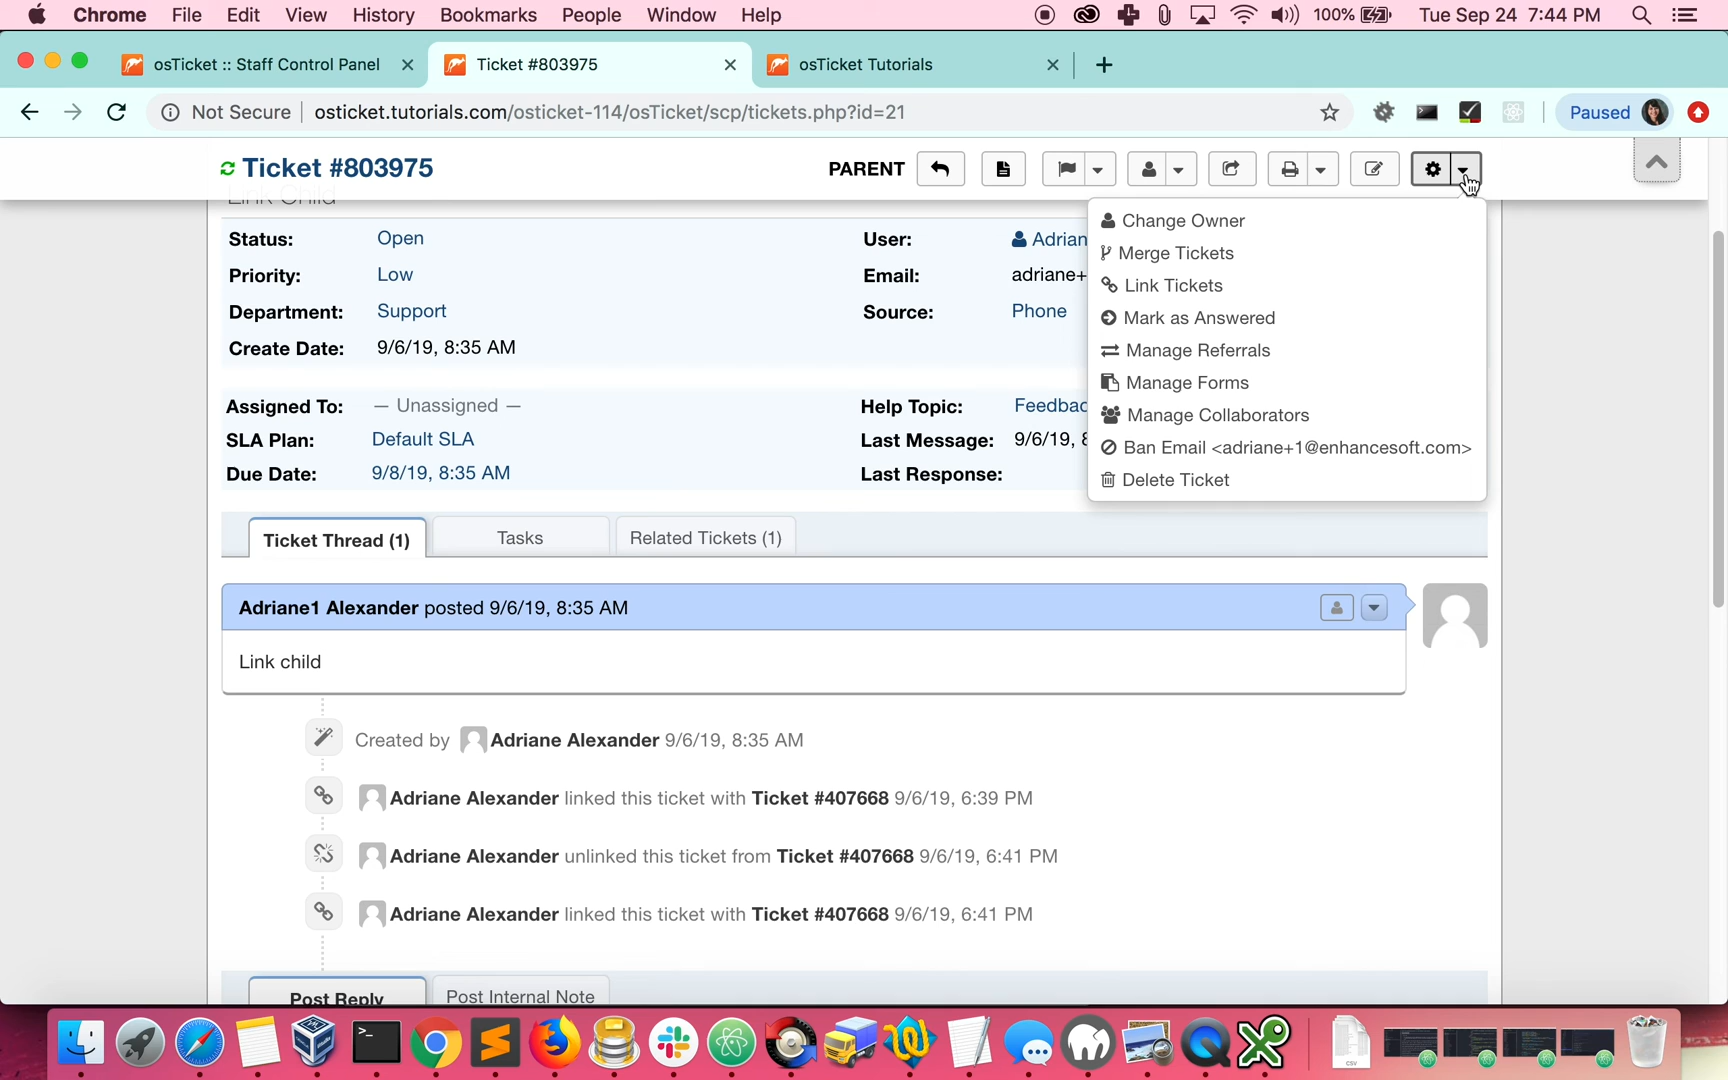 Chrome File Edit View History Bookmarks People Window Help 100% Tue Sep 24 7:44 PM
osTicket :: Staff Control Panel Ticket #803975 osTicket Tutorials
Not Secure osticket.tutorials.com/osticket-114/osTicket/scp/tickets.php?id=21 Paused
Ticket #803975 PARENT
Link Child
Status: Open User: Adrian
Priority: Low Email: adriane+
Department: Support Source: Phone
Create Date: 9/6/19, 8:35 AM
Change Owner
Merge Tickets
Link Tickets
Mark as Answered
Manage Referrals
Manage Forms
Manage Collaborators
Ban Email <adriane+1@enhancesoft.com>
Delete Ticket
Assigned To: — Unassigned — Help Topic: Feedbac
SLA Plan: Default SLA Last Message: 9/6/19, 8
Due Date: 9/8/19, 8:35 AM Last Response:
Ticket Thread (1) Tasks Related Tickets (1)
Adriane1 Alexander posted 9/6/19, 8:35 AM
Link child
Created by Adriane Alexander 9/6/19, 8:35 AM
Adriane Alexander linked this ticket with Ticket #407668 9/6/19, 6:39 PM
Adriane Alexander unlinked this ticket from Ticket #407668 9/6/19, 6:41 PM
Adriane Alexander linked this ticket with Ticket #407668 9/6/19, 6:41 PM
Post Reply Post Internal Note
CSV